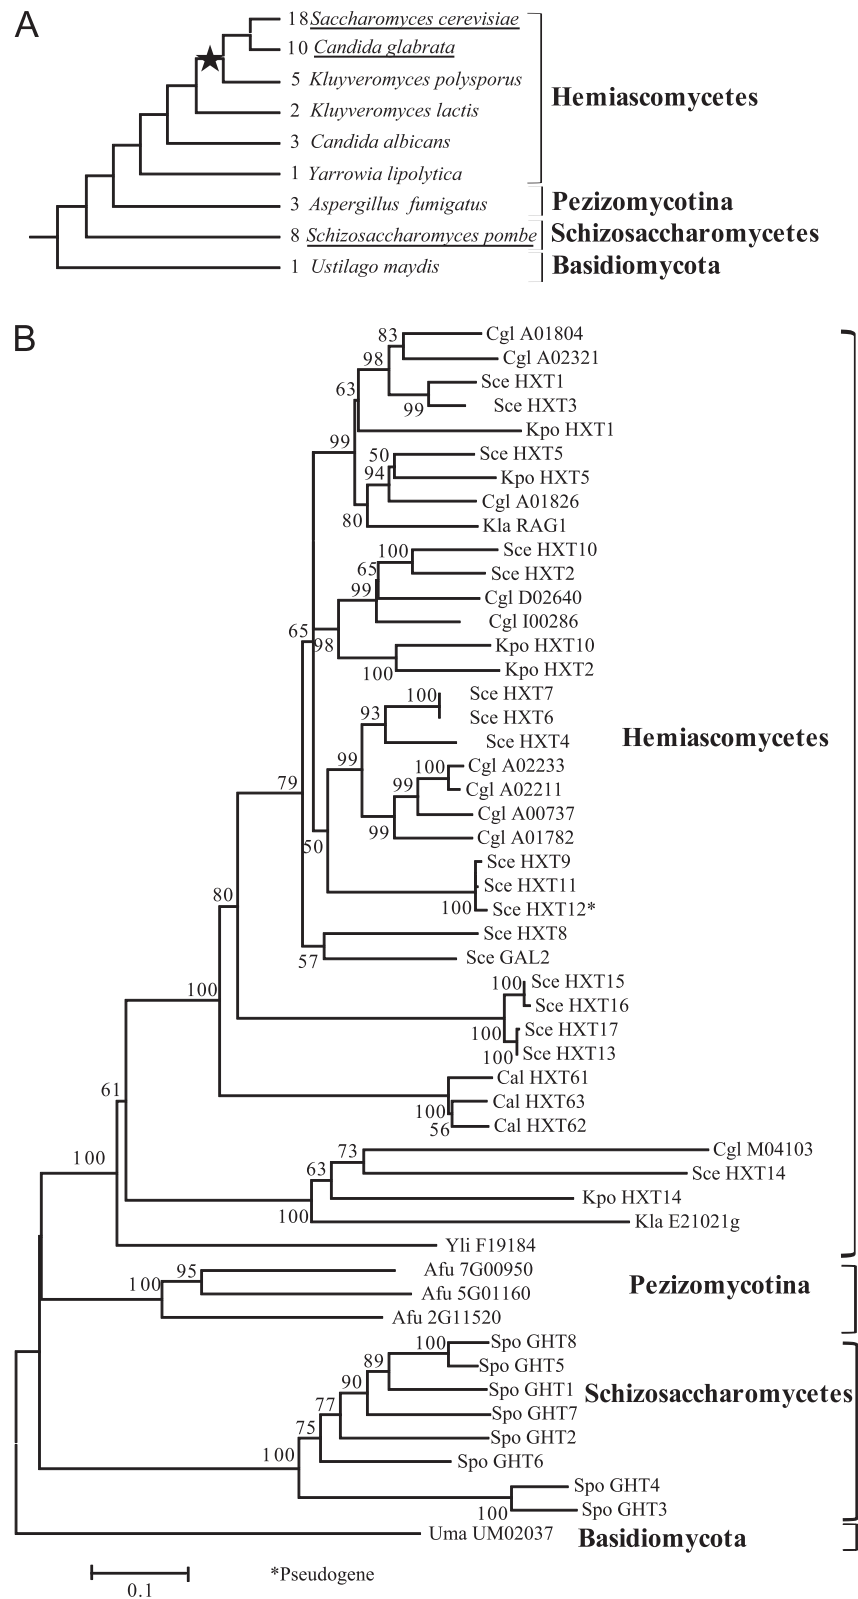 A
18 Saccharomyces cerevisiae
10 Candida glabrata
5 Kluyveromyces polysporus
2 Kluyveromyces lactis
Hemiascomycetes
3 Candida albicans
1 Yarrowia lipolytica
3 Aspergillus fumigatus
Pezizomycotina
8 Schizosaccharomyces pombe
Schizosaccharomycetes
1 Ustilago maydis
Basidiomycota
B
83
Cgl A01804
98
Cgl A02321
63
Sce HXT1
99
Sce HXT3
Kpo HXT1
99
50
Sce HXT5
94
Kpo HXT5
Cgl A01826
80
Kla RAG1
100
Sce HXT10
65
Sce HXT2
99
Cgl D02640
Cgl I00286
65
98
Kpo HXT10
100
Kpo HXT2
100
Sce HXT7
93
Sce HXT6
Sce HXT4
Hemiascomycetes
99
100
Cgl A02233
99
Cgl A02211
79
Cgl A00737
99
Cgl A01782
50
Sce HXT9
Sce HXT11
100
Sce HXT12*
80
Sce HXT8
57
Sce GAL2
100
100
Sce HXT15
Sce HXT16
100
Sce HXT17
100
Sce HXT13
61
Cal HXT61
100
Cal HXT63
56
Cal HXT62
100
73
Cgl M04103
63
Sce HXT14
Kpo HXT14
100
Kla E21021g
Yli F19184
95
Afu 7G00950
100
Afu 5G01160
Pezizomycotina
Afu 2G11520
100
Spo GHT8
89
Spo GHT5
90
Spo GHT1
Schizosaccharomycetes
77
Spo GHT7
75
Spo GHT2
100
Spo GHT6
Spo GHT4
100
Spo GHT3
Uma UM02037
Basidiomycota
0.1
*Pseudogene